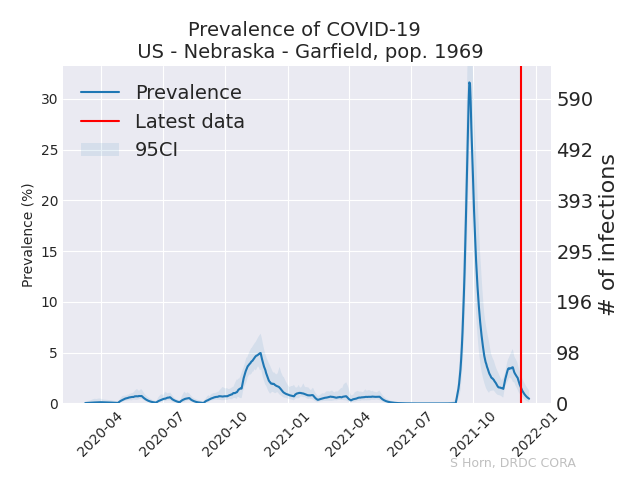 Prevalence of COVID-19
US - Nebraska - Garfield, pop. 1969
Prevalence
Latest data
95CI
Prevalence (%)
30
25
20
15
10
5
0
590
492
393
295
196
98
0
# of infections
2020-04
2020-07
2020-10
2021-01
2021-04
2021-07
2021-10
2022-01
S Horn, DRDC CORA